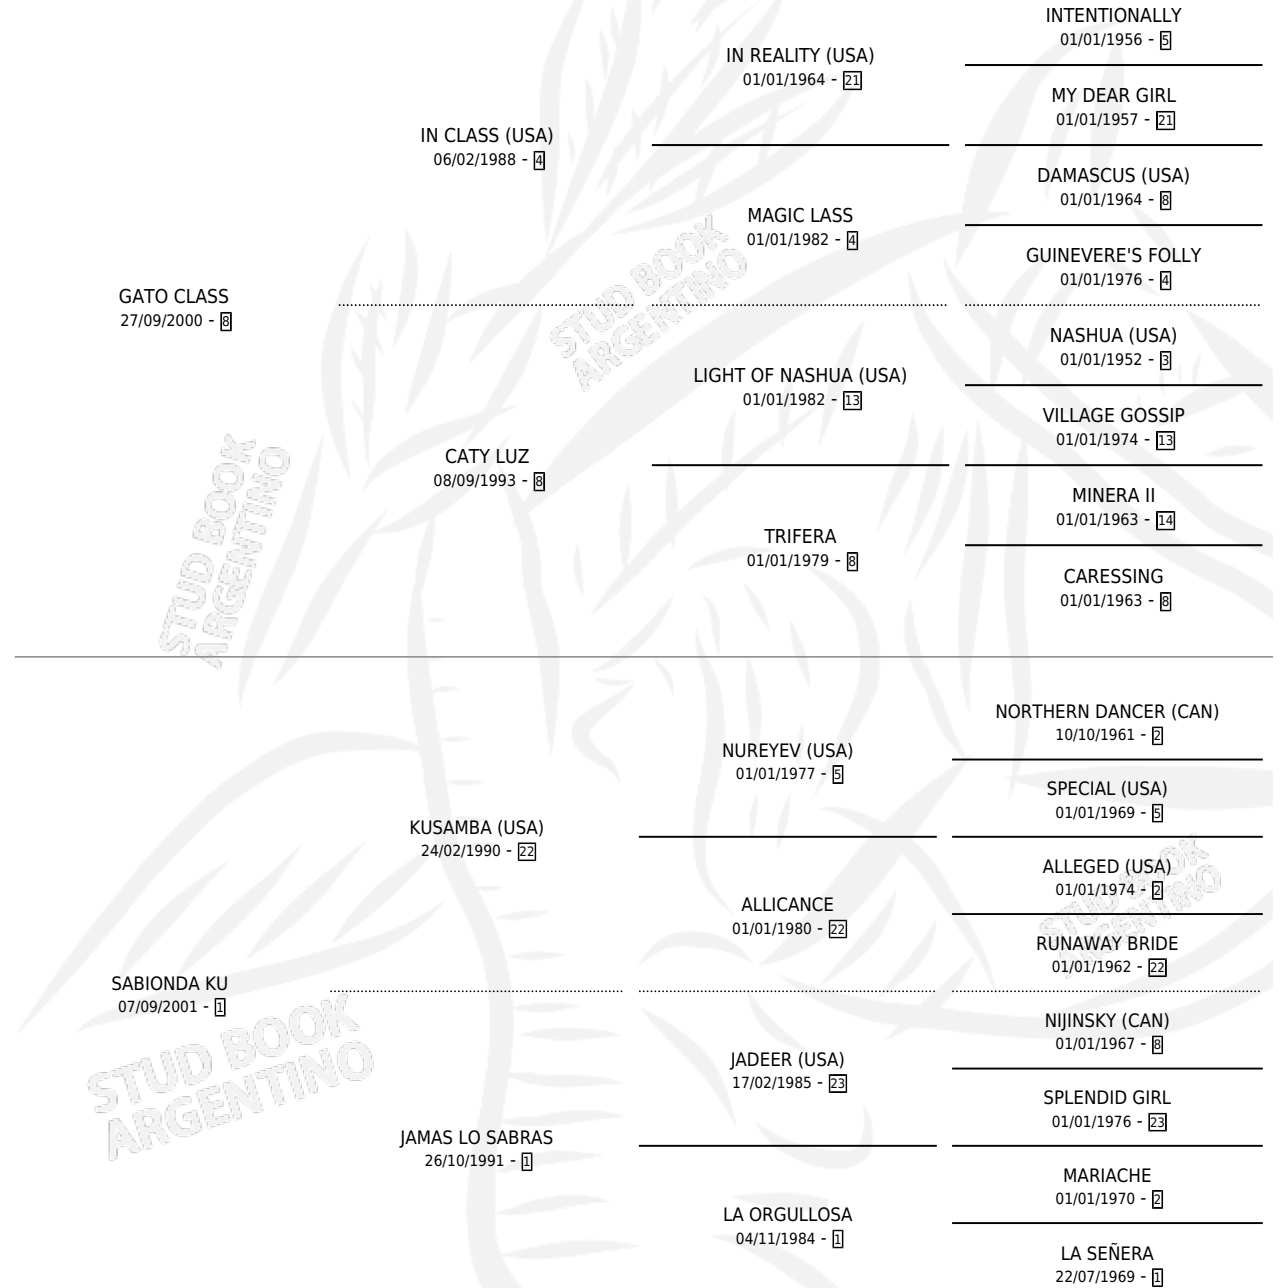 INTENTIONALLY
01/01/1956 - 5
IN REALITY (USA)
01/01/1964 - 21
MY DEAR GIRL
01/01/1957 - 21
IN CLASS (USA)
06/02/1988 - 4
DAMASCUS (USA)
01/01/1964 - 8
MAGIC LASS
01/01/1982 - 4
GUINEVERE'S FOLLY
01/01/1976 - 4
GATO CLASS
27/09/2000 - 8
NASHUA (USA)
01/01/1952 - 3
LIGHT OF NASHUA (USA)
01/01/1982 - 13
VILLAGE GOSSIP
01/01/1974 - 13
CATY LUZ
08/09/1993 - 8
MINERA II
01/01/1963 - 14
TRIFERA
01/01/1979 - 8
CARESSING
01/01/1963 - 8
NORTHERN DANCER (CAN)
10/10/1961 - 2
NUREYEV (USA)
01/01/1977 - 5
SPECIAL (USA)
01/01/1969 - 5
KUSAMBA (USA)
24/02/1990 - 22
ALLEGED (USA)
01/01/1974 - 2
ALLICANCE
01/01/1980 - 22
RUNAWAY BRIDE
01/01/1962 - 22
SABIONDA KU
07/09/2001 - 1
NIJINSKY (CAN)
01/01/1967 - 8
JADEER (USA)
17/02/1985 - 23
SPLENDID GIRL
01/01/1976 - 23
JAMAS LO SABRAS
26/10/1991 - 1
MARIACHE
01/01/1970 - 2
LA ORGULLOSA
04/11/1984 - 1
LA SEÑERA
22/07/1969 - 1
STUD BOOK
ARGENTINO
STUD BOOK
ARGENTINO
STUD BOOK
ARGENTINO
STUD BOOK
ARGENTINO